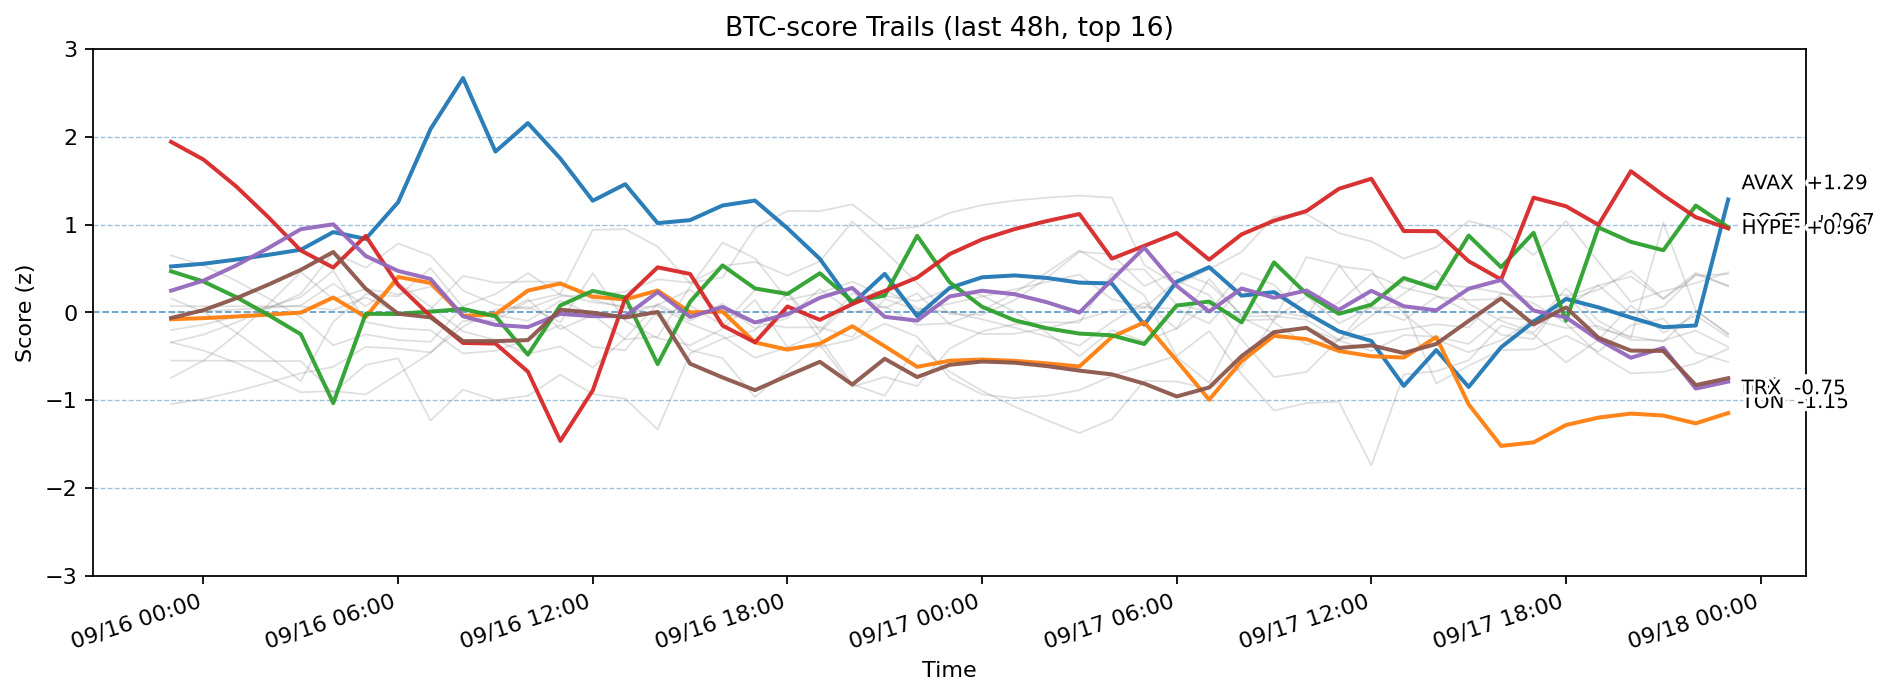 BTC-score Trails (last 48h, top 16)
Score (z)
3
2
1
0
−1
−2
−3
AVAX +1.29
HYPE +0.96
TRX -0.75
TON -1.15
09/16 00:00
09/16 06:00
09/16 12:00
09/16 18:00
09/17 00:00
09/17 06:00
09/17 12:00
09/17 18:00
09/18 00:00
Time